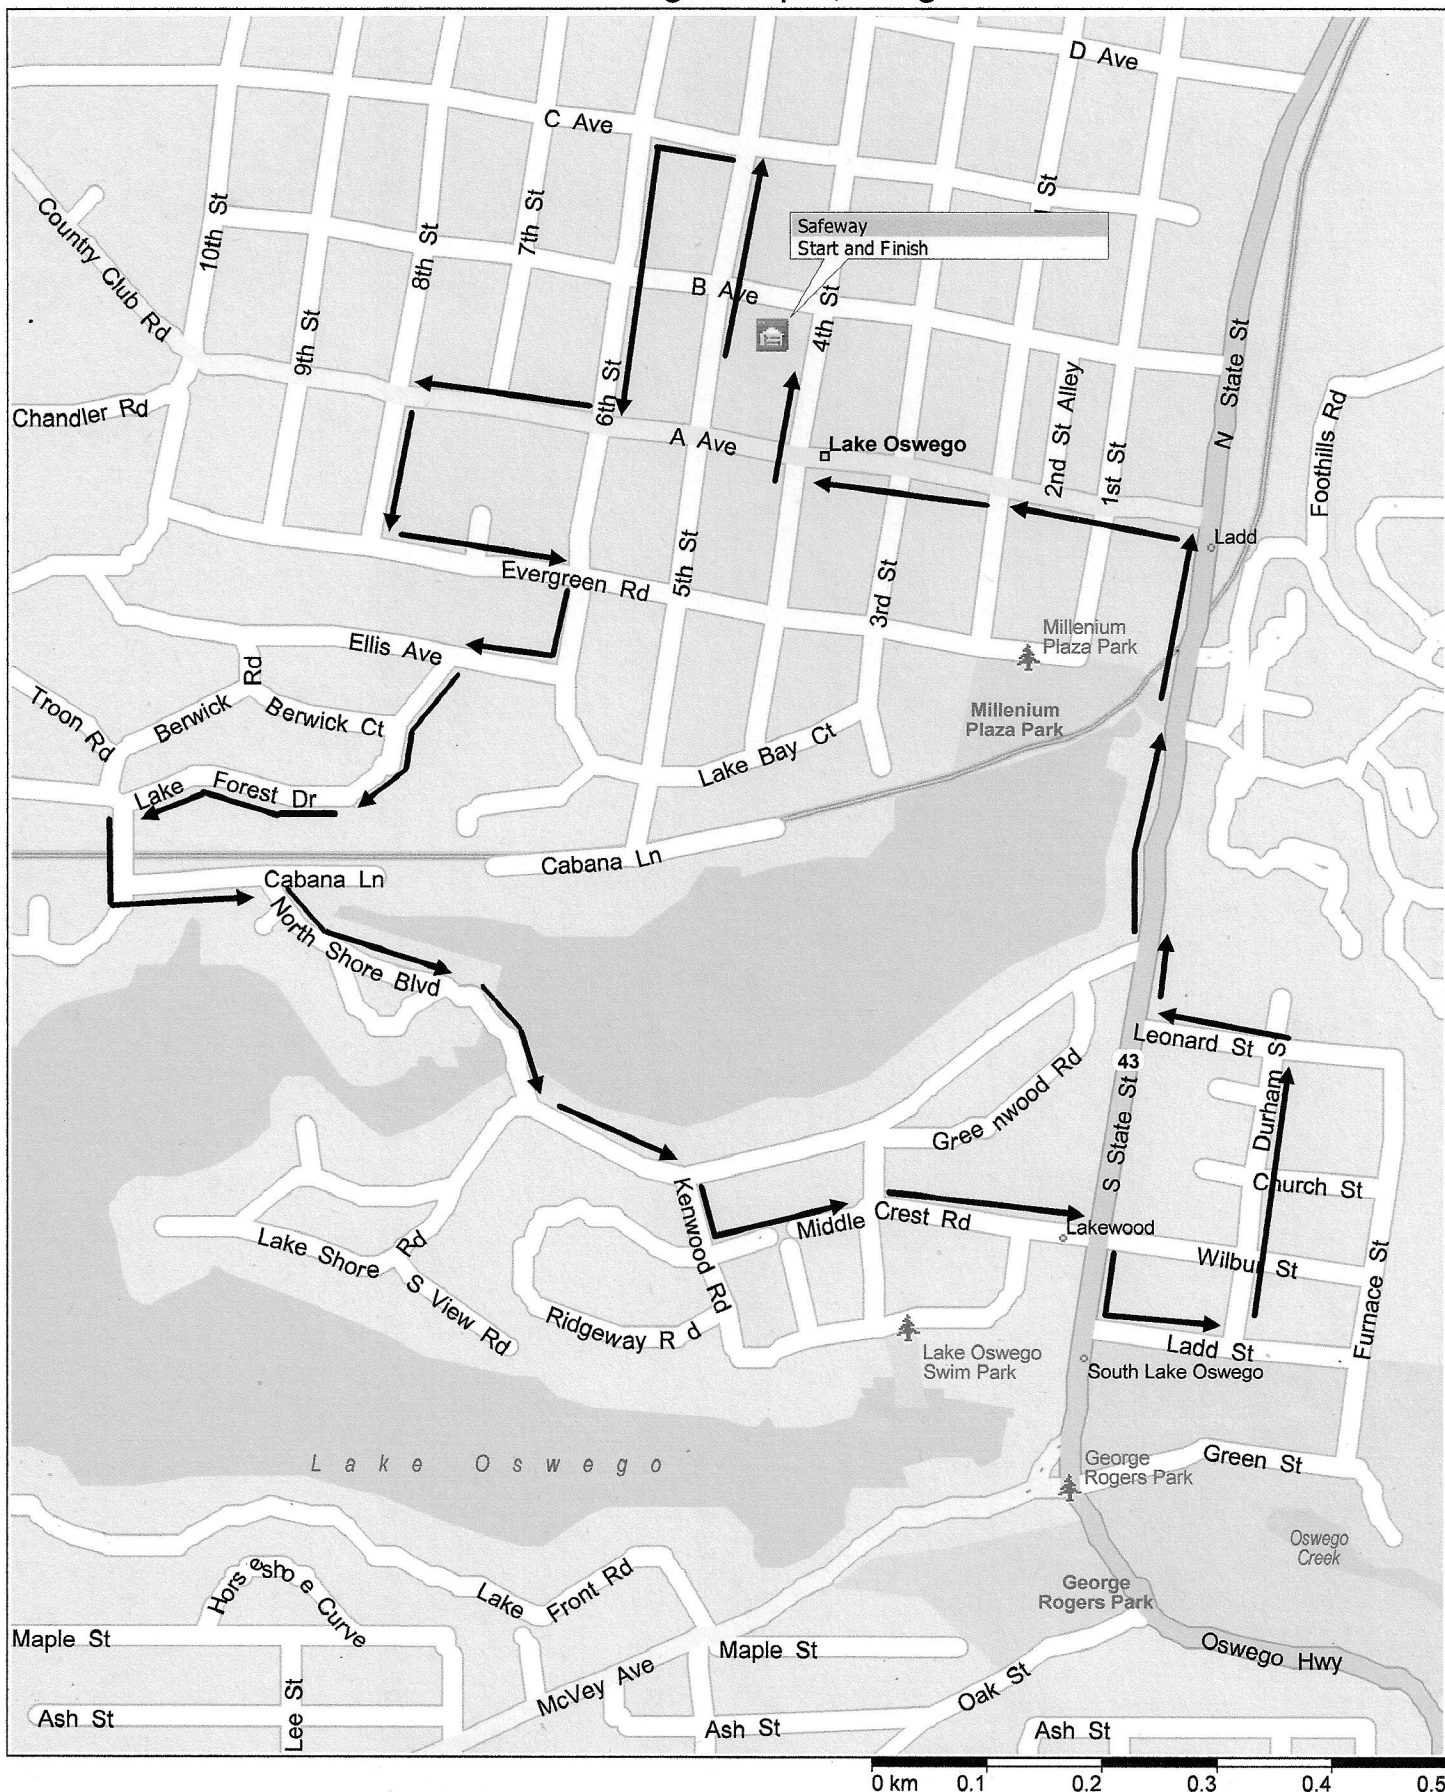 D Ave
C Ave
St
Safeway
Start and Finish
10th St
8th St
7th St
Country Club Rd
B Ave
4th St
9th St
6th St
N State St
Chandler Rd
A Ave
Lake Oswego
2nd St Alley
1st St
Foothills Rd
Ladd
Evergreen Rd
5th St
3rd St
Millenium
Plaza Park
Ellis Ave
Troon Rd
Berwick Rd
Berwick Ct
Millenium
Plaza Park
Lake Bay Ct
Lake Forest Dr
Cabana Ln
Cabana Ln
North Shore Blvd
Leonard St
43
Greenwood Rd
S State St
Durham St
Church St
Kenwood Rd
Middle Crest Rd
Lakewood
Wilbur St
Lake Shore Rd
S View Rd
Ridgeway Rd
Furnace St
Ladd St
Lake Oswego
Swim Park
South Lake Oswego
Lake Oswego
George
Rogers Park
Green St
Oswego
Creek
Horseshoe Curve
Lake Front Rd
George
Rogers Park
Maple St
Maple St
Oswego Hwy
McVey Ave
Oak St
Ash St
Lee St
Ash St
Ash St
0 km 0.1 0.2 0.3 0.4 0.5